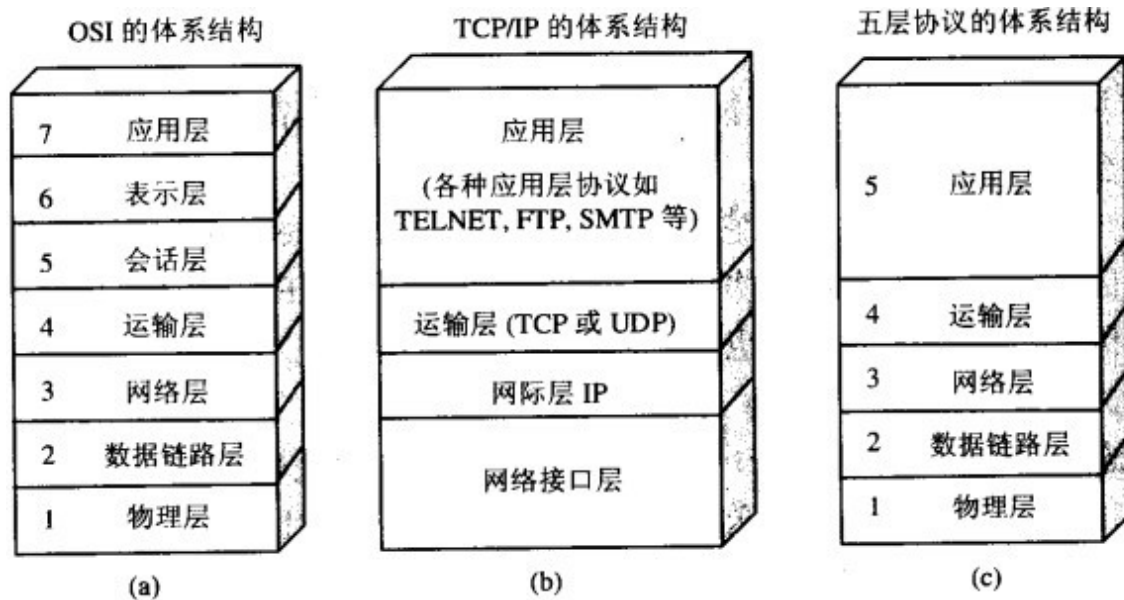 OSI 的体系结构
7 应用层
6 表示层
5 会话层
4 运输层
3 网络层
2 数据链路层
1 物理层
(a)
TCP/IP 的体系结构
应用层
(各种应用层协议如
TELNET, FTP, SMTP 等)
运输层 (TCP 或 UDP)
网际层 IP
网络接口层
(b)
五层协议的体系结构
5 应用层
4 运输层
3 网络层
2 数据链路层
1 物理层
(c)